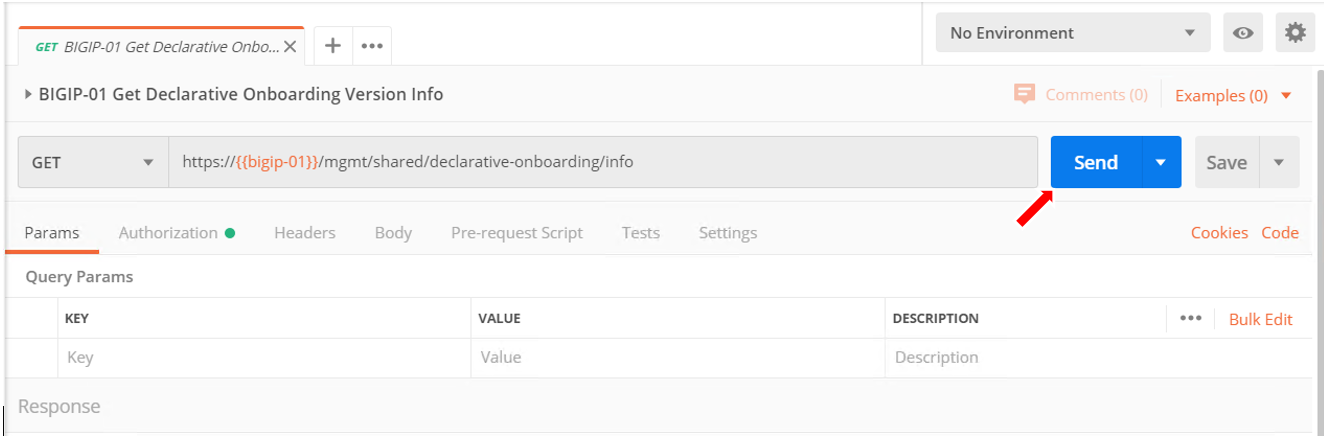 GET BIGIP-01 Get Declarative Onbo...
No Environment
BIGIP-01 Get Declarative Onboarding Version Info
Comments (0) Examples (0)
GET https://{{bigip-01}}/mgmt/shared/declarative-onboarding/info Send Save
Params Authorization Headers Body Pre-request Script Tests Settings Cookies Code
Query Params
KEY VALUE DESCRIPTION Bulk Edit
Key Value Description
Response